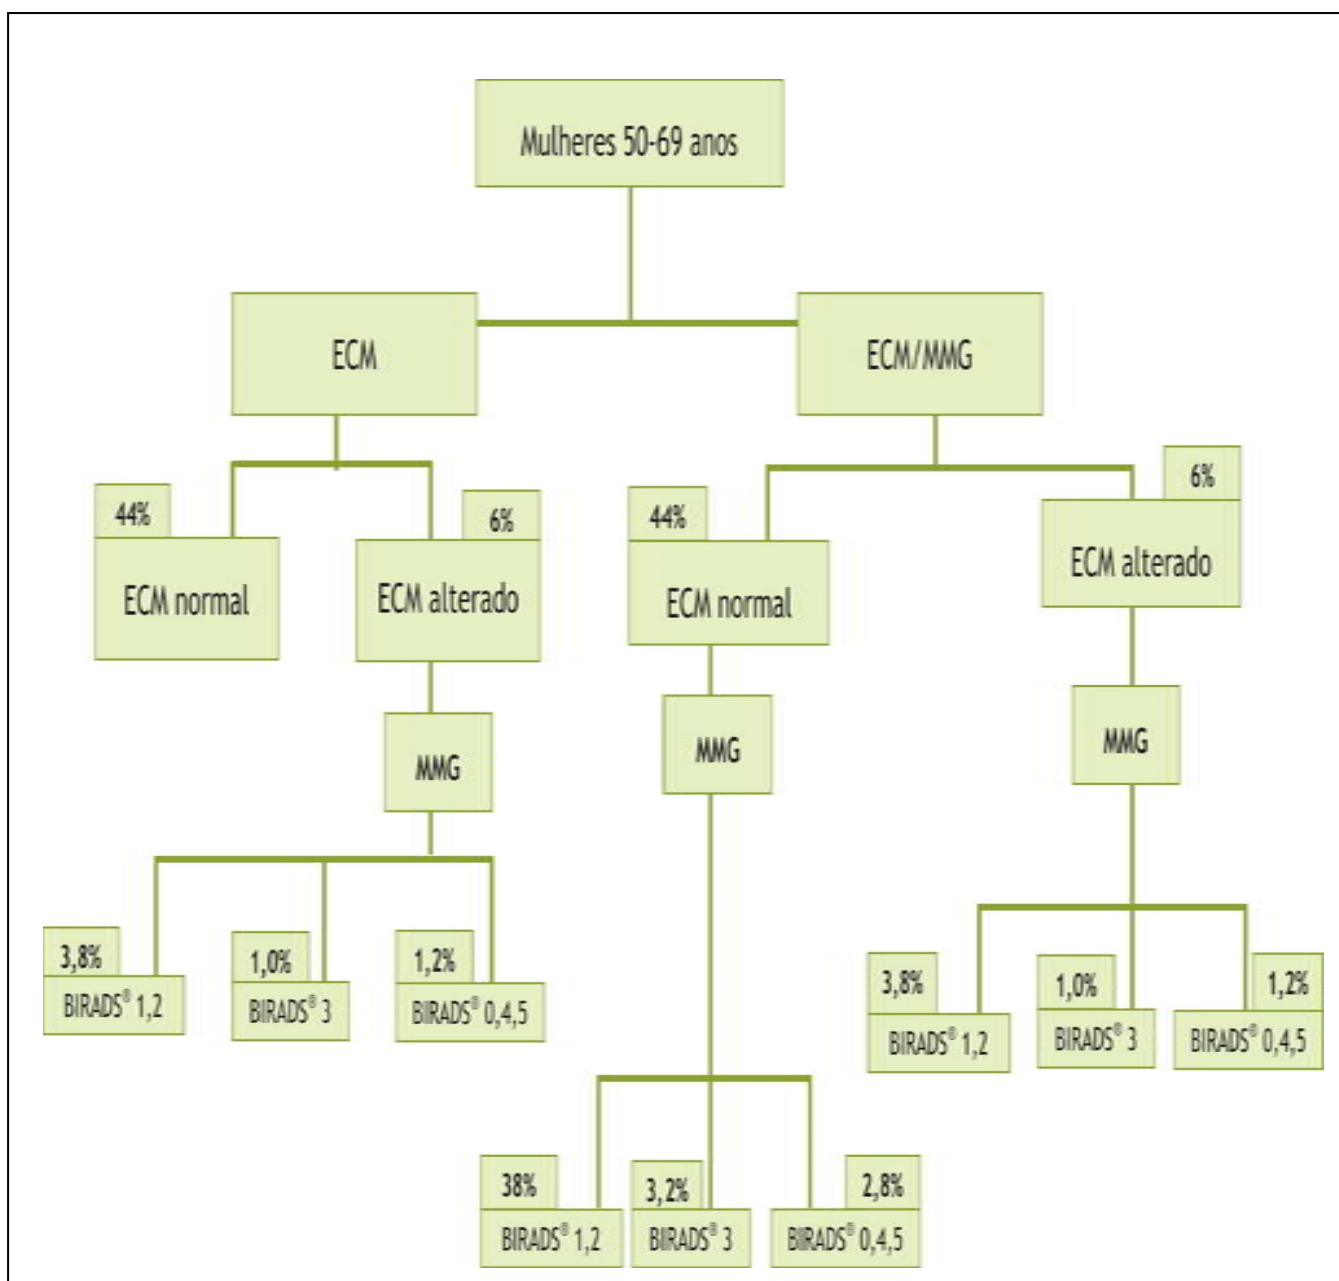 Mulheres 50-69 anos
ECM
ECM/MMG
44%
ECM normal
6%
ECM alterado
44%
ECM normal
6%
ECM alterado
MMG
MMG
MMG
3,8%
BIRADS® 1,2
1,0%
BIRADS® 3
1,2%
BIRADS® 0,4,5
3,8%
BIRADS® 1,2
1,0%
BIRADS® 3
1,2%
BIRADS® 0,4,5
38%
BIRADS® 1,2
3,2%
BIRADS® 3
2,8%
BIRADS® 0,4,5